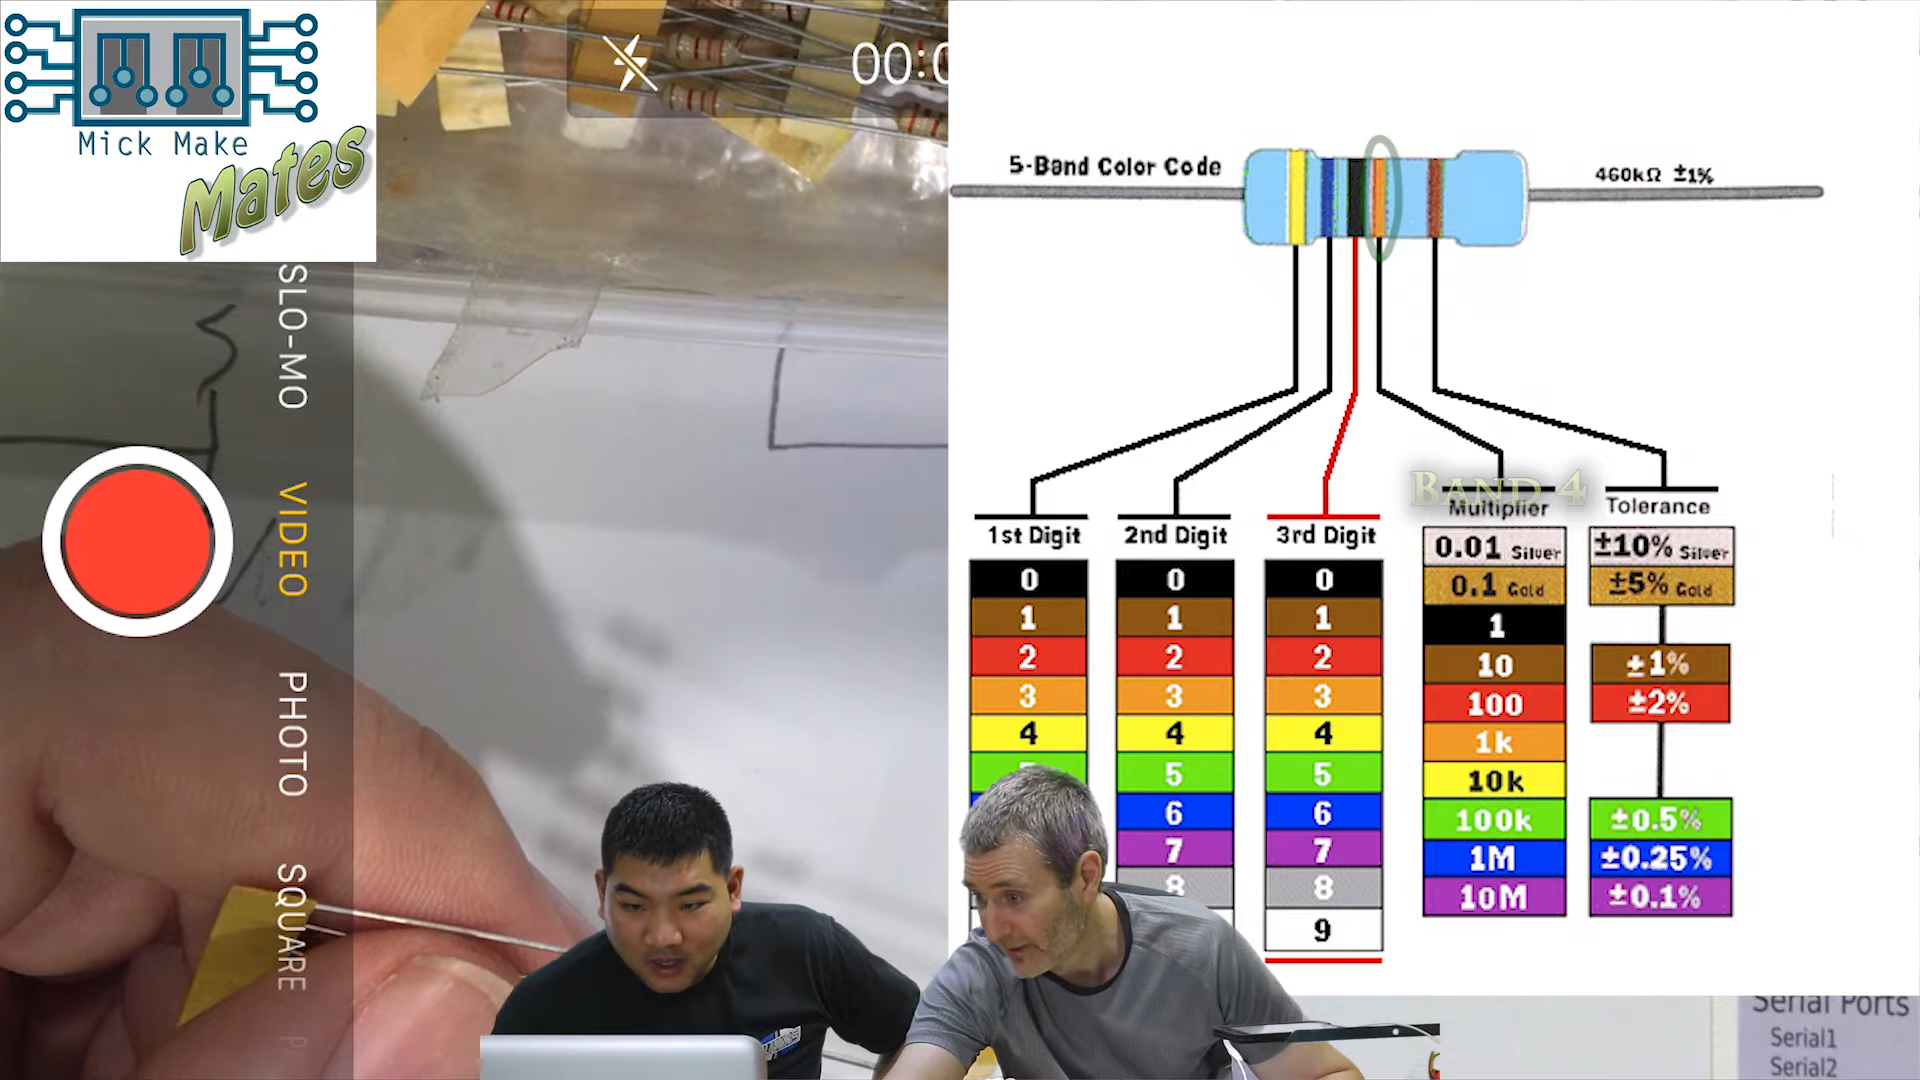 Mick Make
Mates
00:0
SLO-MO
VIDEO
PHOTO
SQUARE
P
5-Band Color Code
460kΩ ±1%
Band 4
1st Digit
2nd Digit
3rd Digit
Multiplier
Tolerance
0
1
2
3
4
5
0
1
2
3
4
5
6
7
8
0
1
2
3
4
5
6
7
8
9
0.01 Silver
0.1 Gold
1
10
100
1k
10k
100k
1M
10M
±10% Silver
±5% Gold
±1%
±2%
±0.5%
±0.25%
±0.1%
Serial Ports
Serial1
Serial2